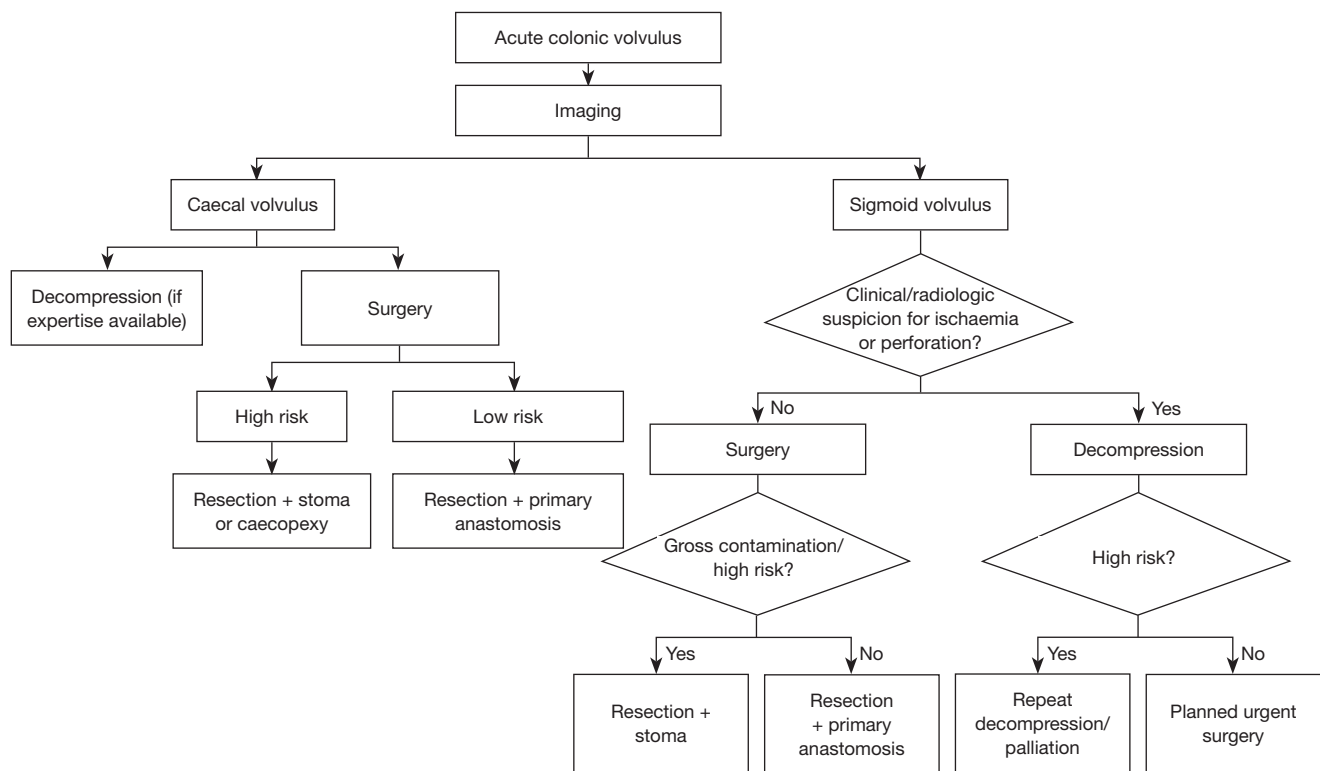 Acute colonic volvulus
Imaging
Caecal volvulus
Sigmoid volvulus
Decompression (if
expertise available)
Surgery
Clinical/radiologic
suspicion for ischaemia
or perforation?
High risk
Low risk
No
Yes
Surgery
Decompression
Resection + stoma
or caecopexy
Resection + primary
anastomosis
Gross contamination/
high risk?
High risk?
Yes
No
Yes
No
Resection +
stoma
Resection
+ primary
anastomosis
Repeat
decompression/
palliation
Planned urgent
surgery